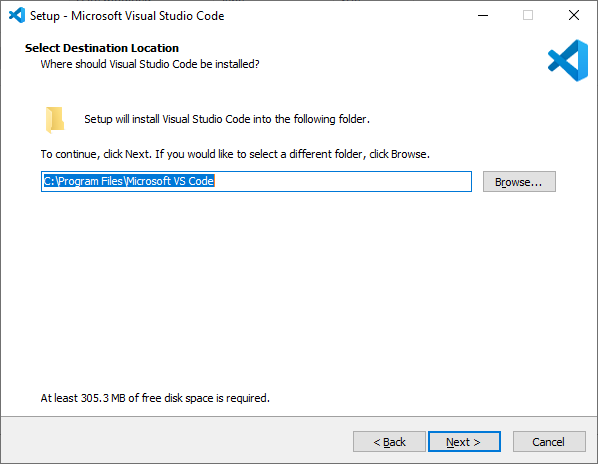 Setup - Microsoft Visual Studio Code
Select Destination Location
Where should Visual Studio Code be installed?
Setup will install Visual Studio Code into the following folder.
To continue, click Next. If you would like to select a different folder, click Browse.
C:\Program Files\Microsoft VS Code
Browse...
At least 305.3 MB of free disk space is required.
< Back
Next >
Cancel